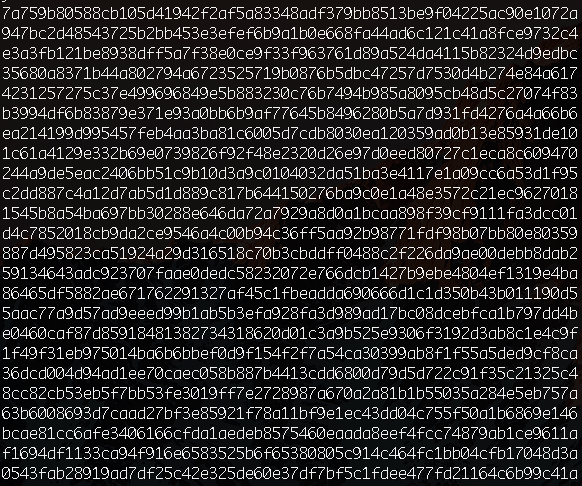 7a759b80588cb105d41942f2af5a83348adf379bb8513be9f04225ac90e1072a
947bc2d48543725b2bb453e3efef6b9a1b0e668fa44ad6c121c41a8fce9732c4
e3a3fb121be8938dff5a7f38e0ce9f33f963761d89a524da4115b82324d9edbc
35680a8371b44a802794a6723525719b0876b5dbc47257d7530d4b274e84a617
4231257275c37e499696849e5b883230c76b7494b985a8095cb48d5c27074f83
b3994df6b83879e371e93a0bb6b9af77645b8496280b5a7d931fd4276a4a66b6
ea214199d995457feb4aa3ba81c6005d7cdb8030ea120359ad0b13e85931de10
1c61a4129e332b69e0739826f92f48e2320d26e97d0eed80727c1eca8c609470
244a9de5eac2406bb51c9b10d3a9c0104032da51ba3e4117e1a09cc6a53d1f95
c2dd887c4a12d7ab5d1d889c817b644150276ba9c0e1a48e3572c21ec9627018
1545b8a54ba697bb30288e646da72a7929a8d0a1bcaa898f39cf9111fa3dcc01
d4c7852018cb9da2ce9546a4c00b94c36ff5aa92b98771fdf98b07bb80e80359
887d495823ca51924a29d316518c70b3cbddff0488c2f226da9ae00debb8dab2
59134643adc923707faae0dedc58232072e766dcb1427b9ebe4804ef1319e4ba
86465df5882ae671762291327af45c1fbeadda690666d1c1d350b43b011190d5
5aac77a9d57ad9eeed99b1ab5b3efa928fa3d989ad17bc08dcebfca1b797dd4b
e0460caf87d85918481382734318620d01c3a9b525e9306f3192d3ab8c1e4c9f
1f49f31eb975014ba6b6bbef0d9f154f2f7a54ca30399ab8f1f55a5ded9cf8ca
36dcd004d94ad1ee70caec058b887b4413cdd6800d79d5d722c91f35c21325c4
8cc82cb53eb5f7bb53fe3019ff7e2728987a670a2a81b1b55035a284e5eb757a
63b6008693d7caad27bf3e85921f78a11bf9e1ec43dd04c755f50a1b6869e146
bcae81cc6afe3406166cfda1aedeb8575460eaada8eef4fcc74879ab1ce9611a
f1694df1133ca94f916e6583525b6f65380805c914c464fc1bb04cfb17048d3a
0543fab28919ad7df25c42e325de60e37df7bf5c1fdee477fd21164c6b99c41a